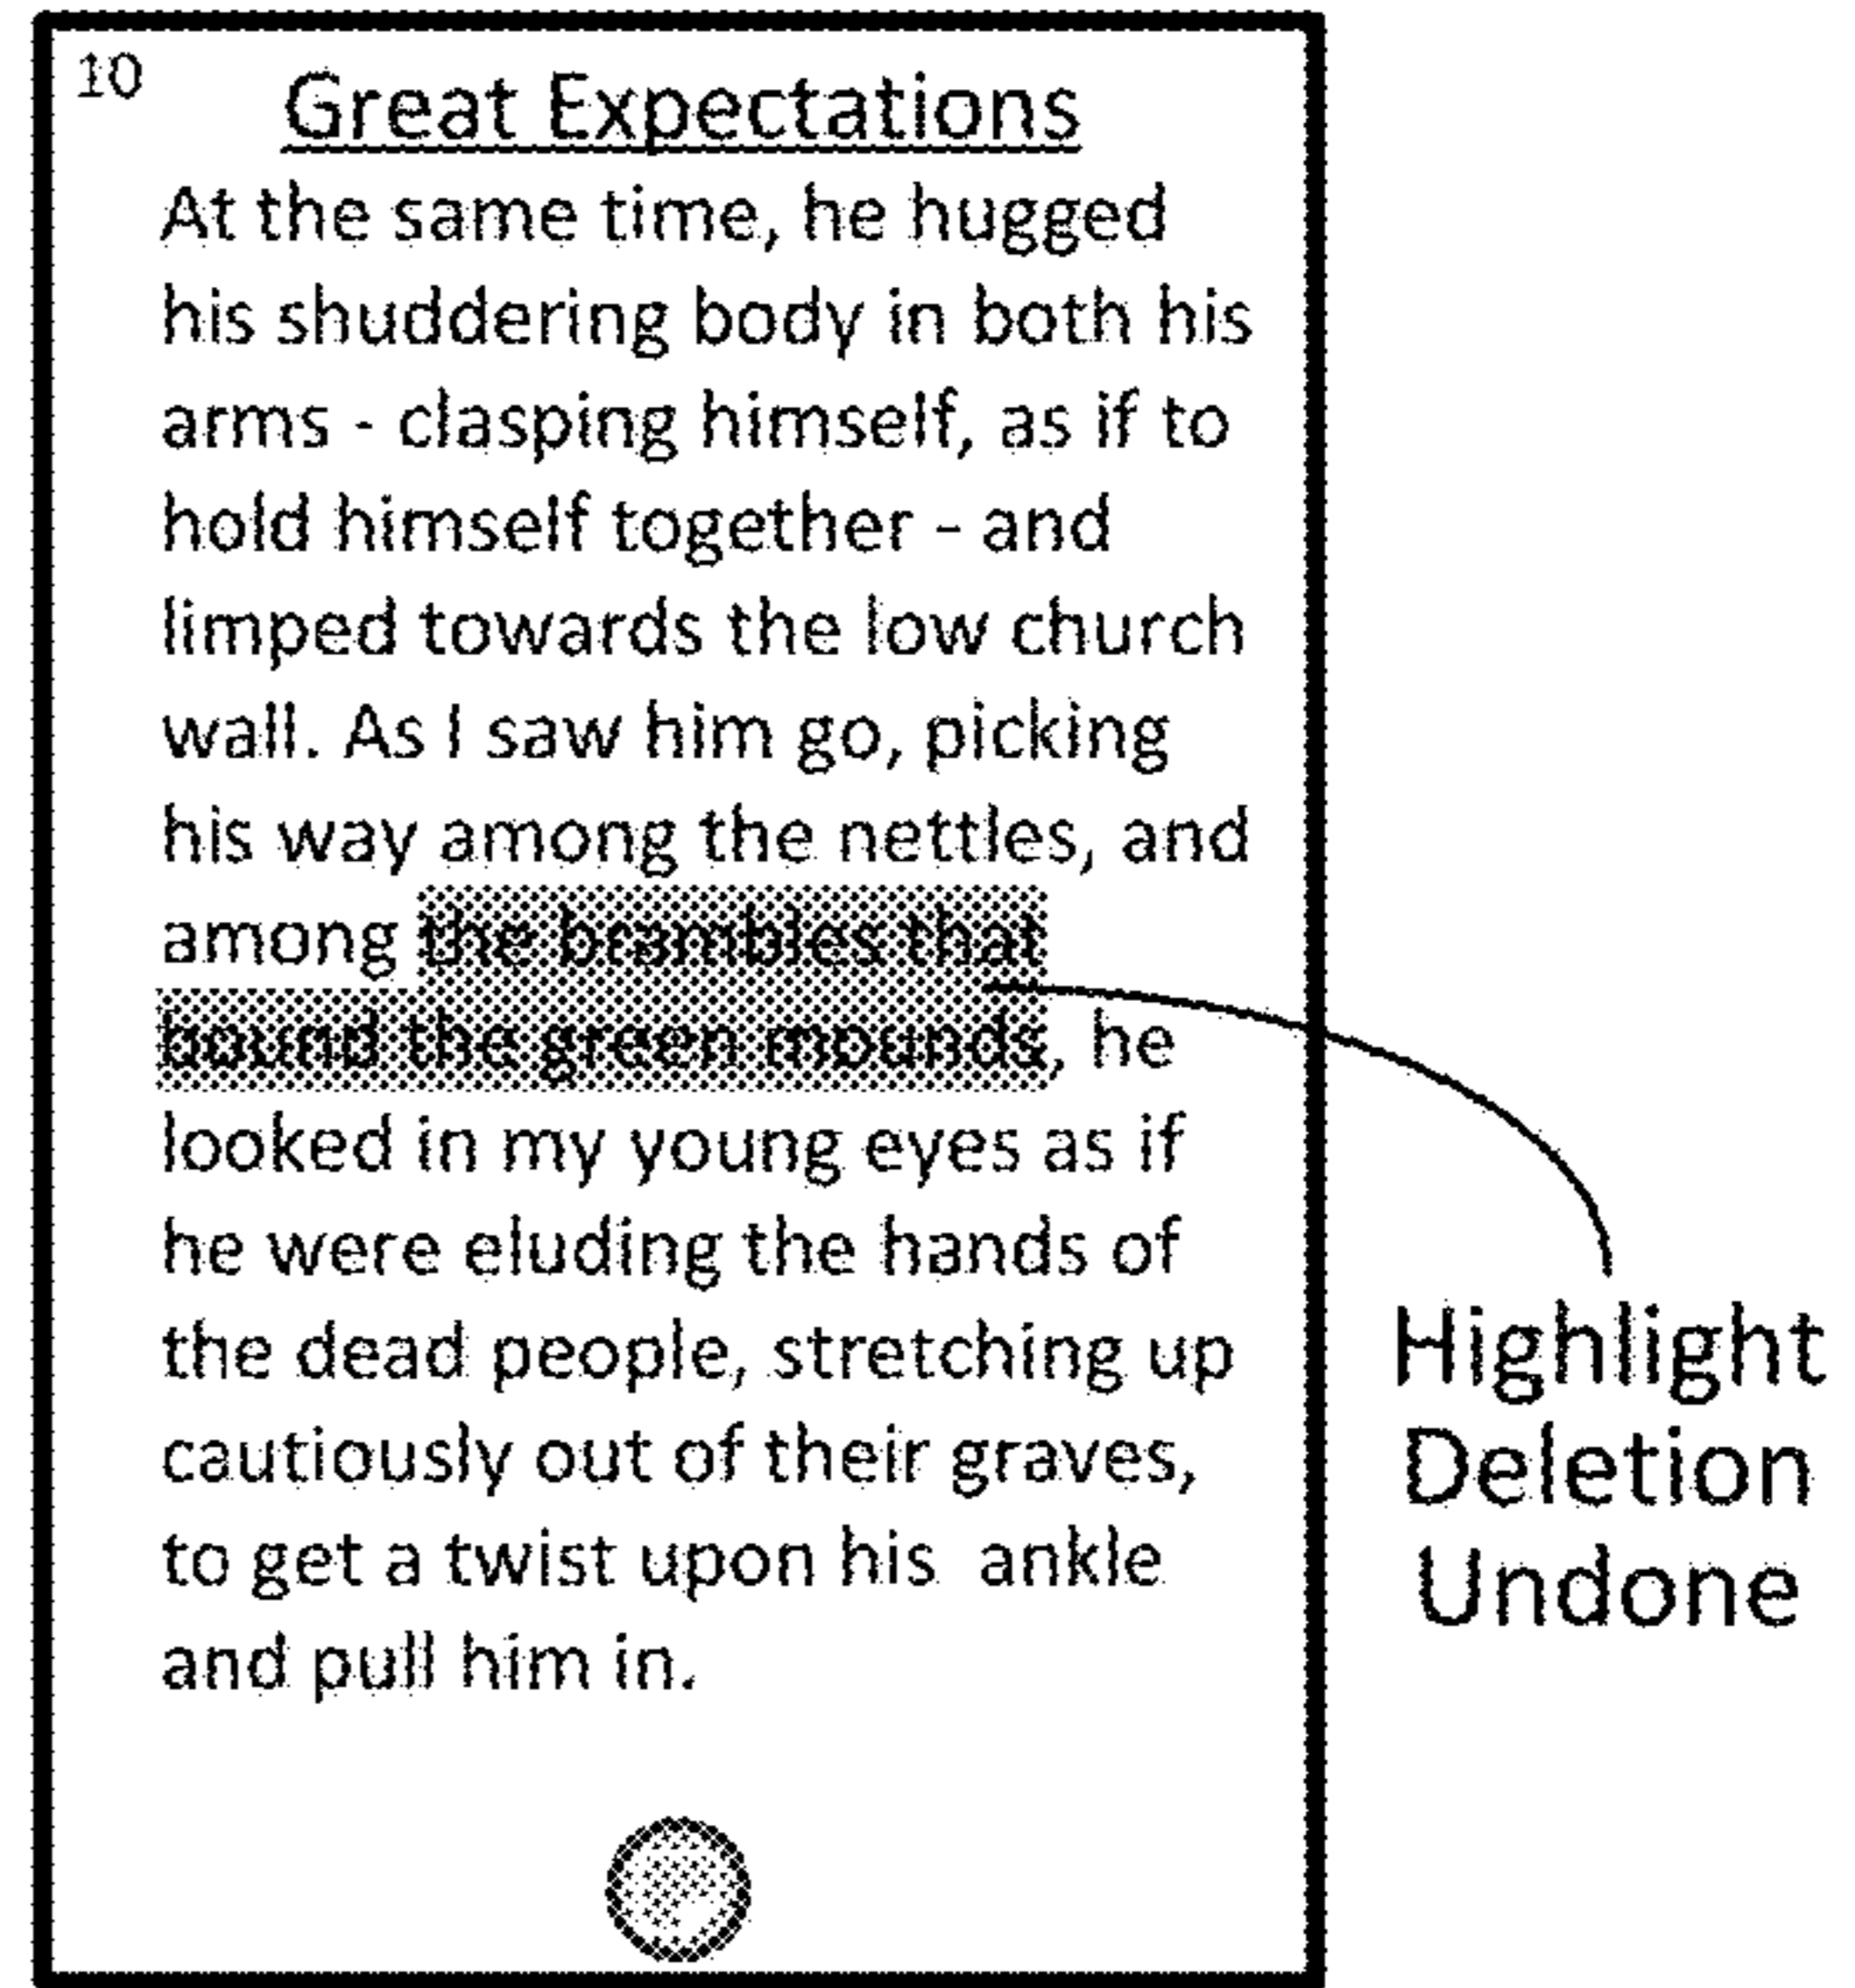 10
Great Expectations
At the same time, he hugged
his shuddering body in both his
arms - clasping himself, as if to
hold himself together - and
limped towards the low church
wall. As I saw him go, picking
his way among the nettles, and
among the brambles that
bound the green mounds, he
looked in my young eyes as if
he were eluding the hands of
the dead people, stretching up
cautiously out of their graves,
to get a twist upon his ankle
and pull him in.
Highlight
Deletion
Undone